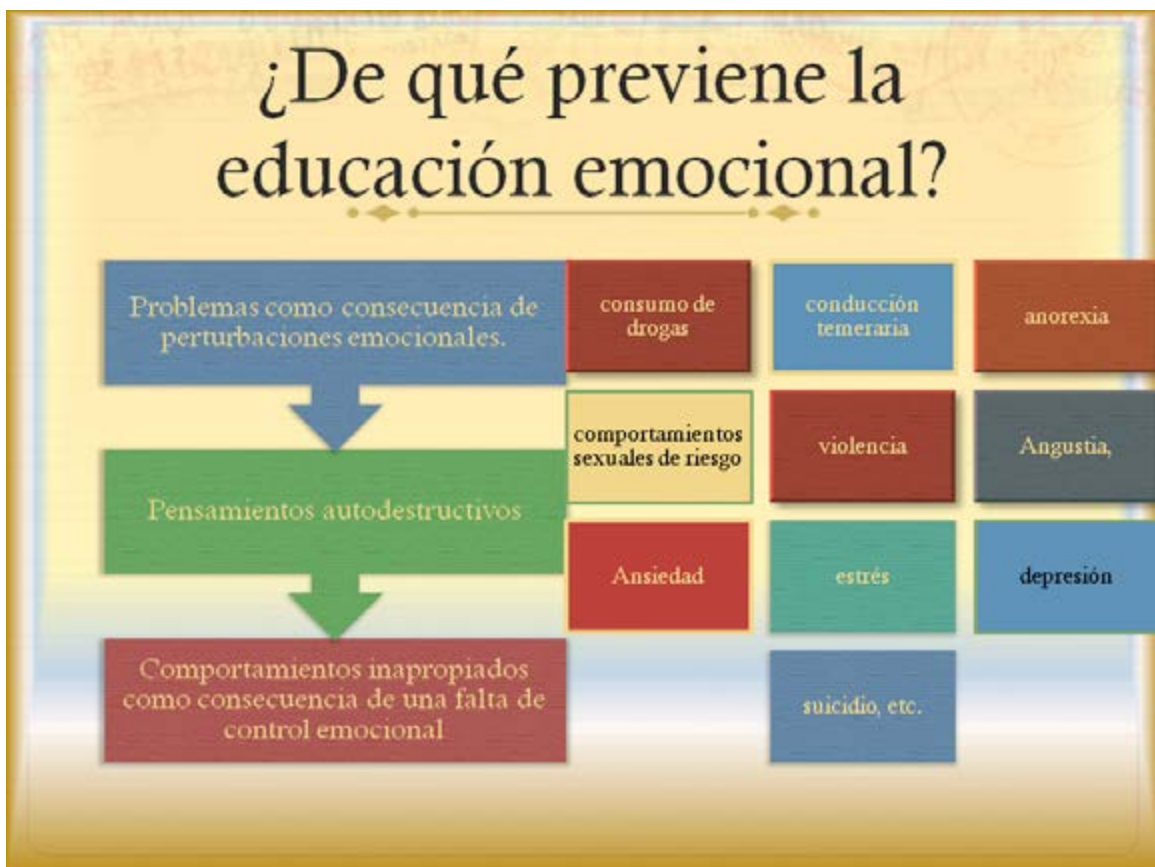 ¿De qué previene la
educación emocional?
Problemas como consecuencia de
perturbaciones emocionales.
Pensamientos autodestructivos
Comportamientos inapropiados
como consecuencia de una falta de
control emocional
consumo de
drogas
conducción
temeraria
anorexia
comportamientos
sexuales de riesgo
violencia
Angustia,
Ansiedad
estrés
depresión
suicidio, etc.